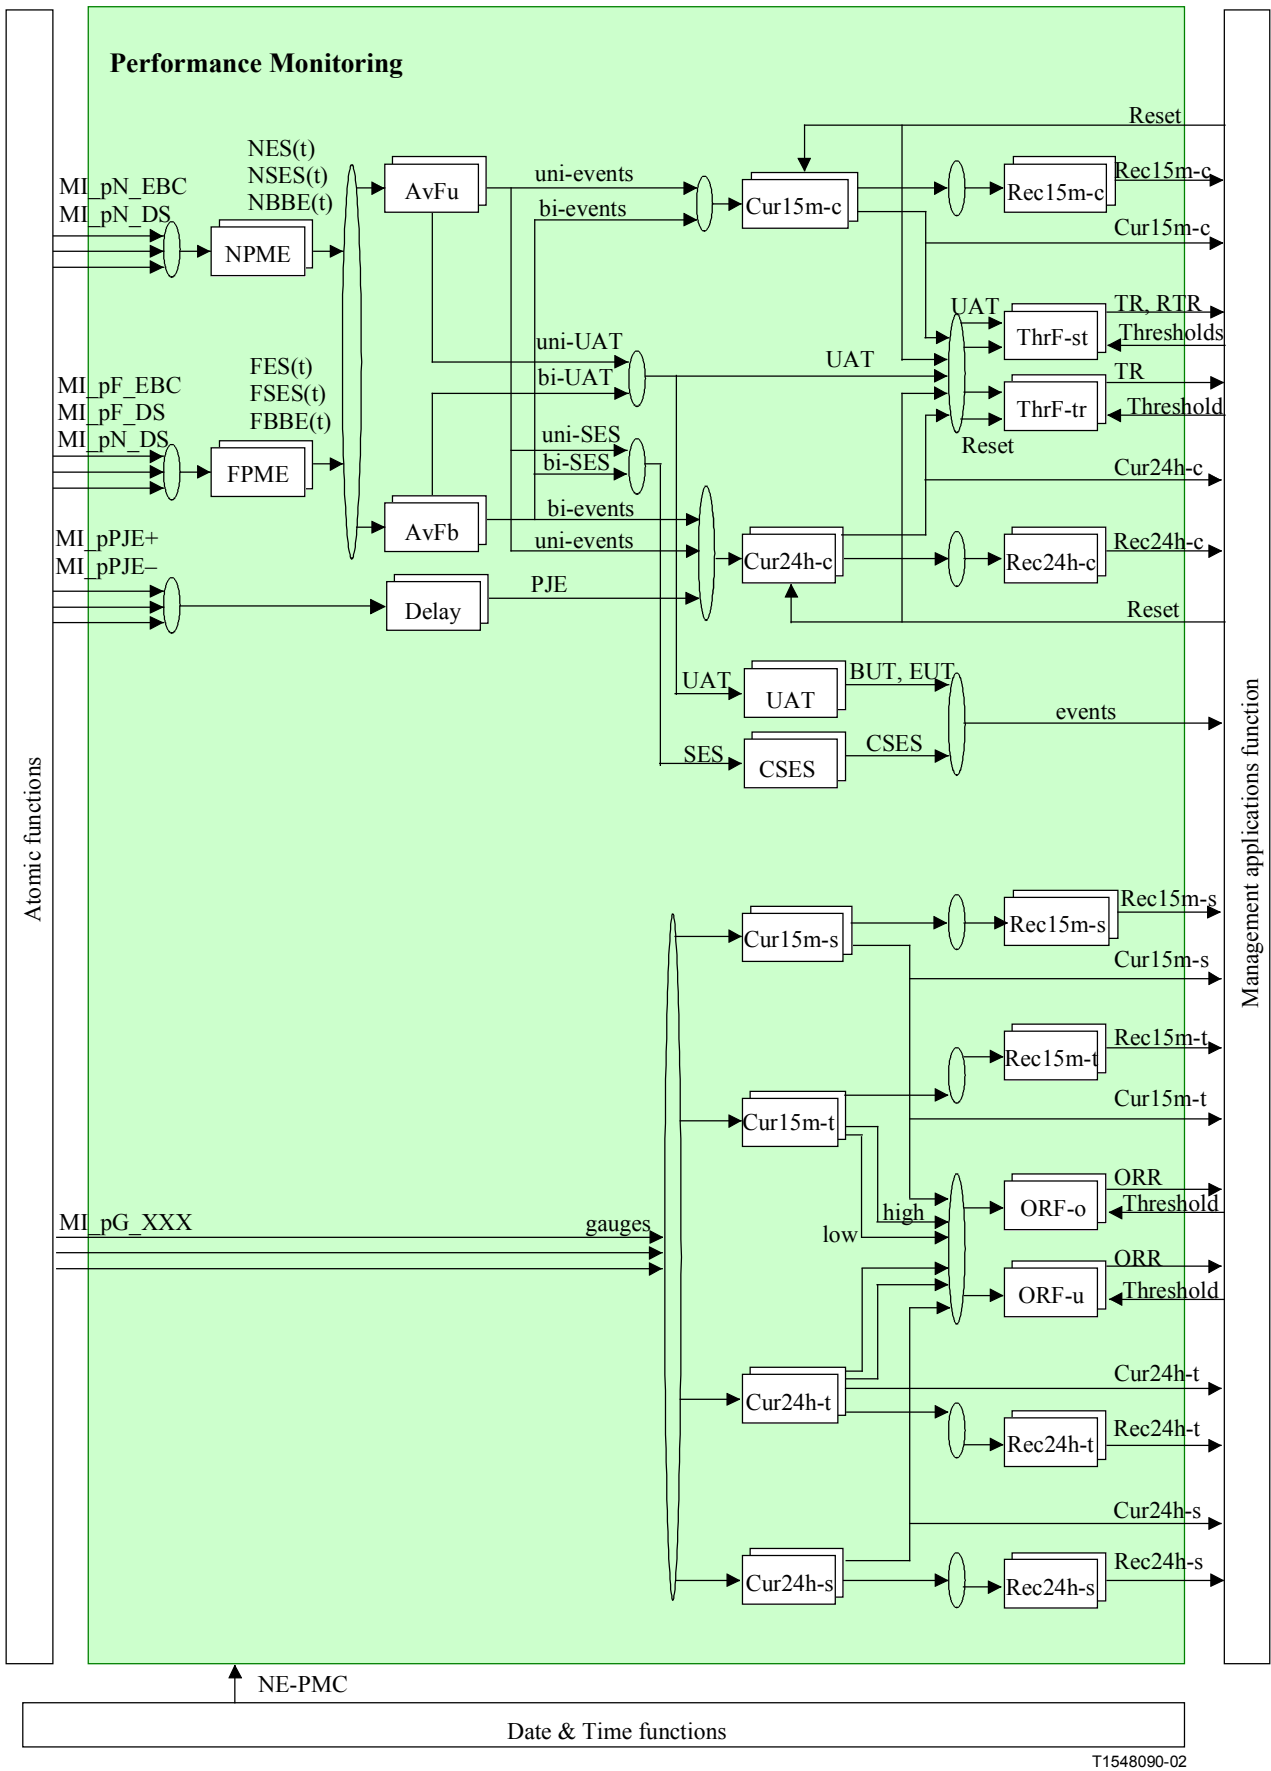 Performance Monitoring
Reset
NES(t)
NSES(t)
NBBE(t)
MI_pN_EBC
MI_pN_DS
NPME
AvFu
uni-events
bi-events
Cur15m-c
Rec15m-c
Rec15m-c
Cur15m-c
UAT
TR, RTR
ThrF-st
Thresholds
TR
ThrF-tr
Threshold
Reset
uni-UAT
bi-UAT
UAT
FES(t)
FSES(t)
FBBE(t)
MI_pF_EBC
MI_pF_DS
MI_pN_DS
FPME
uni-SES
bi-SES
Cur24h-c
AvFb
bi-events
uni-events
Cur24h-c
Rec24h-c
Rec24h-c
MI_pPJE+
MI_pPJE–
Delay
PJE
Reset
UAT
UAT
BUT, EUT
events
SES
CSES
CSES
Atomic functions
Management applications function
Cur15m-s
Rec15m-s
Rec15m-s
Cur15m-s
Rec15m-t
Rec15m-t
Cur15m-t
Cur15m-t
MI_pG_XXX
gauges
high
low
ORF-o
ORR
Threshold
ORF-u
ORR
Threshold
Cur24h-t
Cur24h-t
Rec24h-t
Rec24h-t
Cur24h-s
Cur24h-s
Rec24h-s
Rec24h-s
NE-PMC
Date & Time functions
T1548090-02